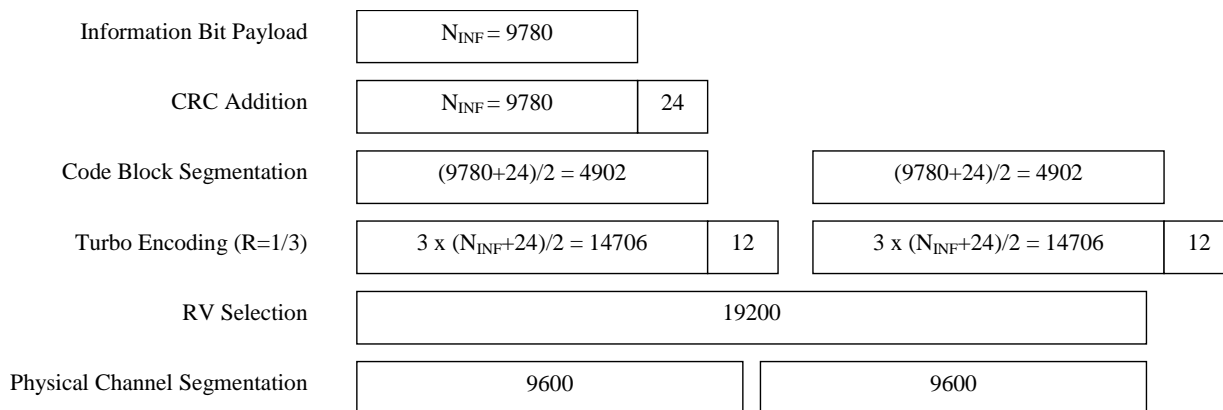 Information Bit Payload N_INF = 9780
CRC Addition N_INF = 9780 24
Code Block Segmentation (9780+24)/2 = 4902 (9780+24)/2 = 4902
Turbo Encoding (R=1/3) 3 x (N_INF+24)/2 = 14706 12 3 x (N_INF+24)/2 = 14706 12
RV Selection 19200
Physical Channel Segmentation 9600 9600